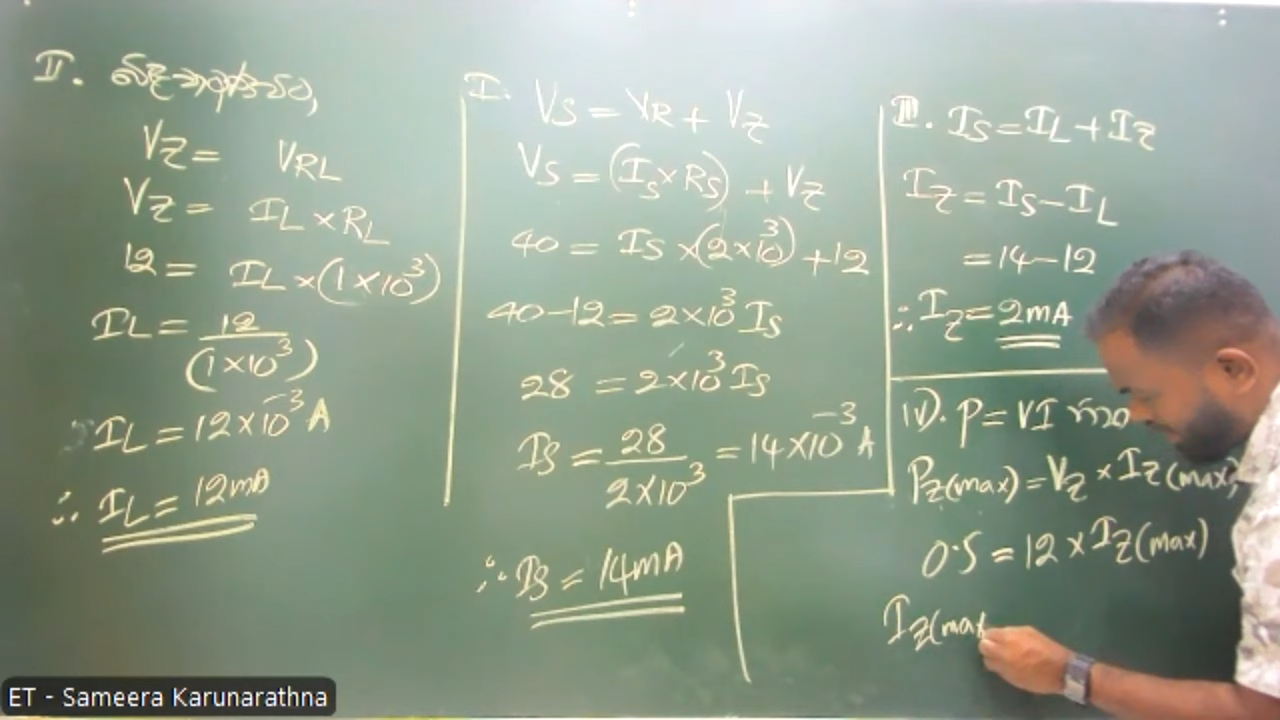 II.
VZ = VRL
VZ = IL × RL
12 = IL × (1 × 10³)
IL = 12 / (1 × 10³)
∴ IL = 12 × 10⁻³ A
∴ IL = 12mA
I.
VS = VR + VZ
VS = (IS × RS) + VZ
40 = IS × (2 × 10³) + 12
40 − 12 = 2 × 10³ IS
28 = 2 × 10³ IS
IS = 28 / 2 × 10³ = 14 × 10⁻³ A
∴ IS = 14mA
III. IS = IL + IZ
IZ = IS − IL
= 14 − 12
∴ IZ = 2mA
IV). P = VI
PZ(max) = VZ × IZ(max)
0.5 = 12 × IZ(max)
IZ(max
ET - Sameera Karunarathna